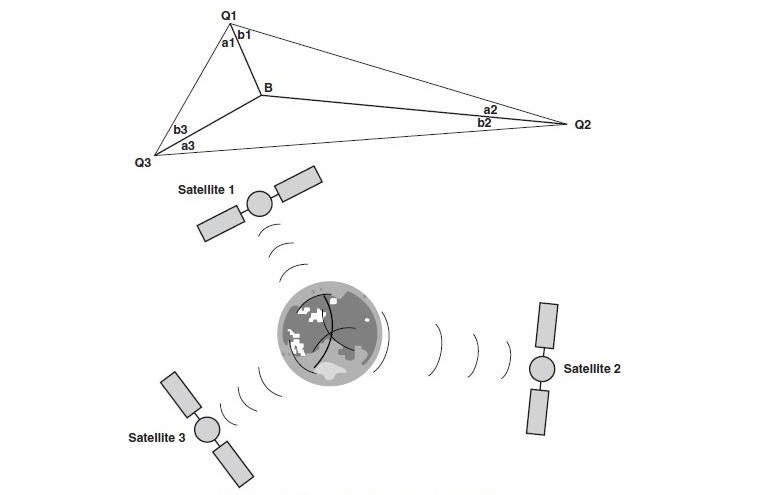 Q1
b1
a1
B
a2
b2
Q2
b3
a3
Q3
Satellite 1
Satellite 2
Satellite 3